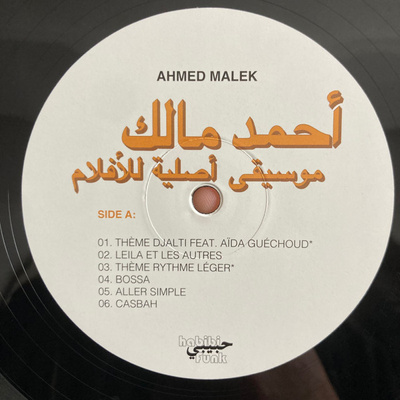 AHMED MALEK
أحمد مالك
موسيقى أصلية للأفلام
SIDE A:
01. THÈME DJALTI FEAT. AÏDA GUÉCHOUD*
02. LEILA ET LES AUTRES
03. THÈME RYTHME LÉGER*
04. BOSSA
05. ALLER SIMPLE
06. CASBAH
habibi
حبيبي
funk